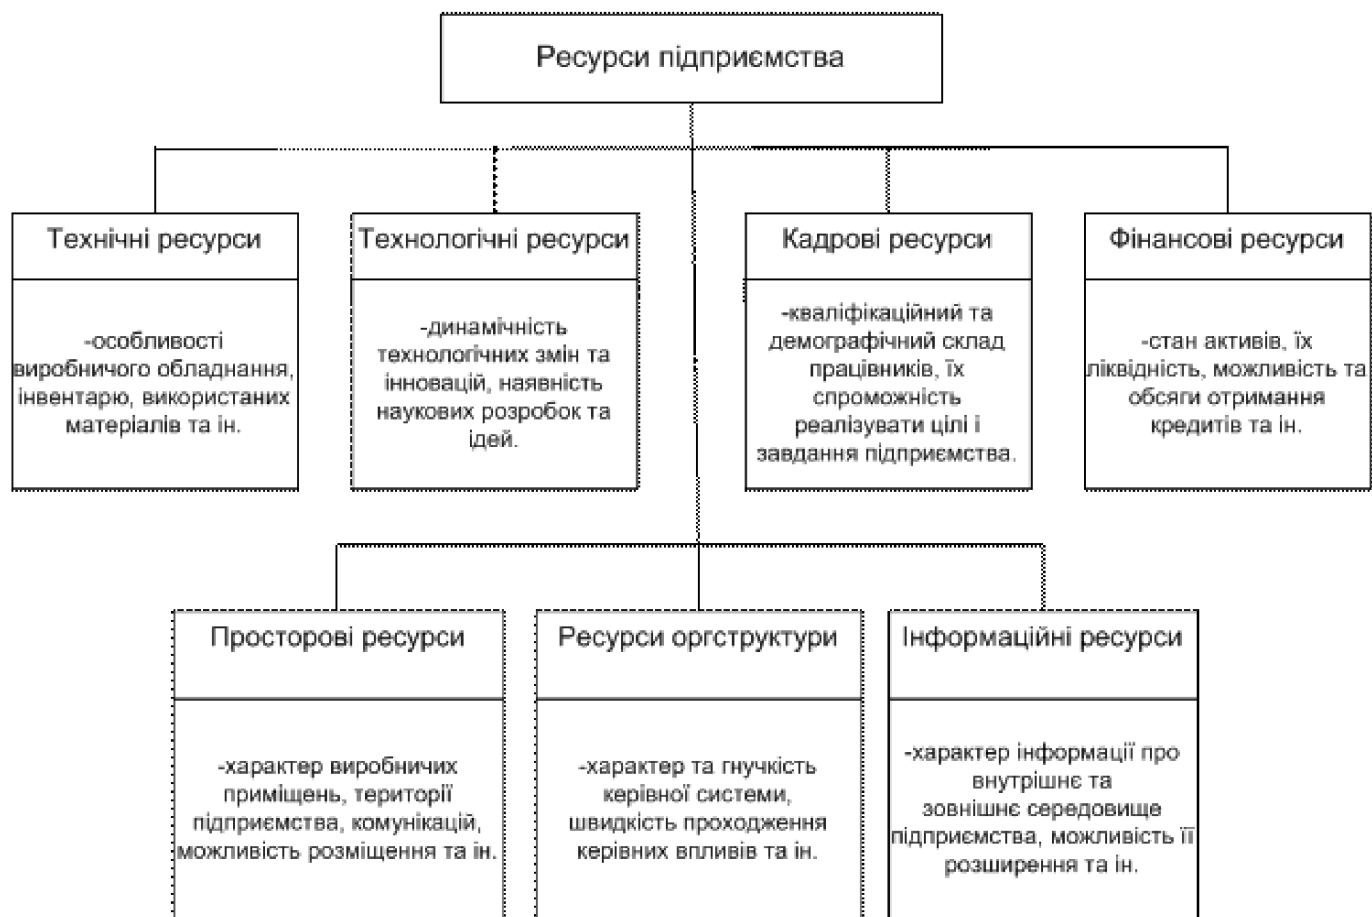 Ресурси підприємства
Технічні ресурси
-особливості
виробничого обладнання,
інвентарю, використаних
матеріалів та ін.
Технологічні ресурси
-динамічність
технологічних змін та
інновацій, наявність
наукових розробок та
ідей.
Кадрові ресурси
-кваліфікаційний та
демографічний склад
працівників, їх
спроможність
реалізувати цілі і
завдання підприємства.
Фінансові ресурси
-стан активів, їх
ліквідність, можливість та
обсяги отримання
кредитів та ін.
Просторові ресурси
-характер виробничих
приміщень, території
підприємства, комунікацій,
можливість розміщення та ін.
Ресурси оргструктури
-характер та гнучкість
керівної системи,
швидкість проходження
керівних впливів та ін.
Інформаційні ресурси
-характер інформації про
внутрішнє та
зовнішнє середовище
підприємства, можливість її
розширення та ін.